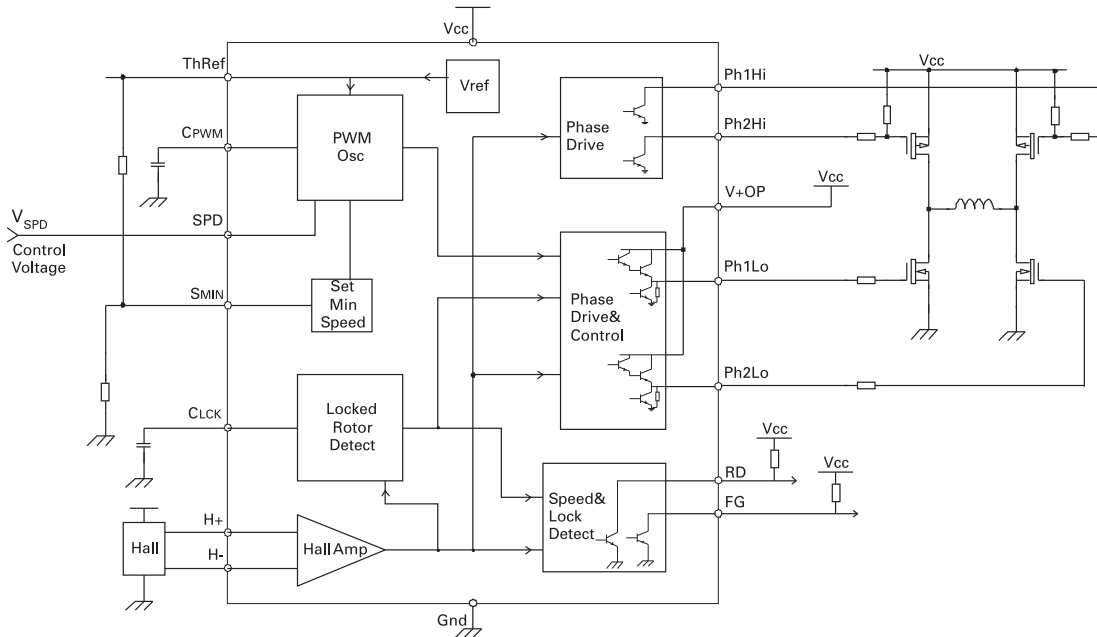 Vcc
ThRef
Vref
CPWM
PWM
Osc
VSPD
SPD
Control
Voltage
SMIN
Set
Min
Speed
CLCK
Locked
Rotor
Detect
H+
H-
Hall
Hall Amp
Gnd
Phase
Drive
Phase
Drive&
Control
Speed&
Lock
Detect
Ph1Hi
Ph2Hi
V+OP
Vcc
Ph1Lo
Ph2Lo
RD
FG
Vcc
Vcc
Vcc